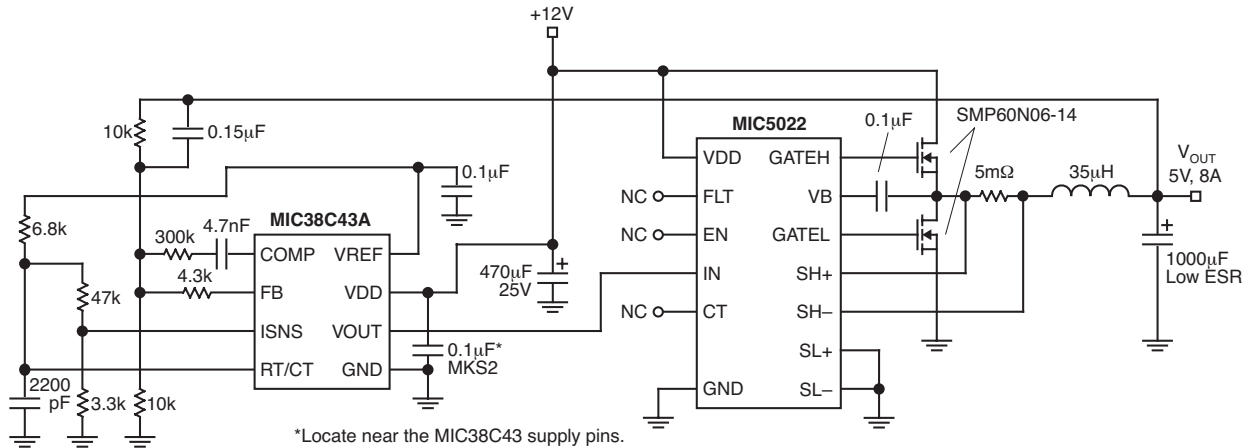 +12V
10k
0.15µF
MIC5022
0.1µF
SMP60N06-14
VDD
GATEH
5mΩ
35µH
VOUT
5V, 8A
0.1µF
NC
FLT
VB
6.8k
MIC38C43A
4.7nF
300k
COMP
VREF
NC
EN
GATEL
1000µF
Low ESR
47k
4.3k
FB
VDD
470µF
25V
IN
SH+
ISNS
VOUT
NC
CT
SH–
0.1µF*
MKS2
RT/CT
GND
SL+
2200
pF
3.3k
10k
GND
SL–
*Locate near the MIC38C43 supply pins.